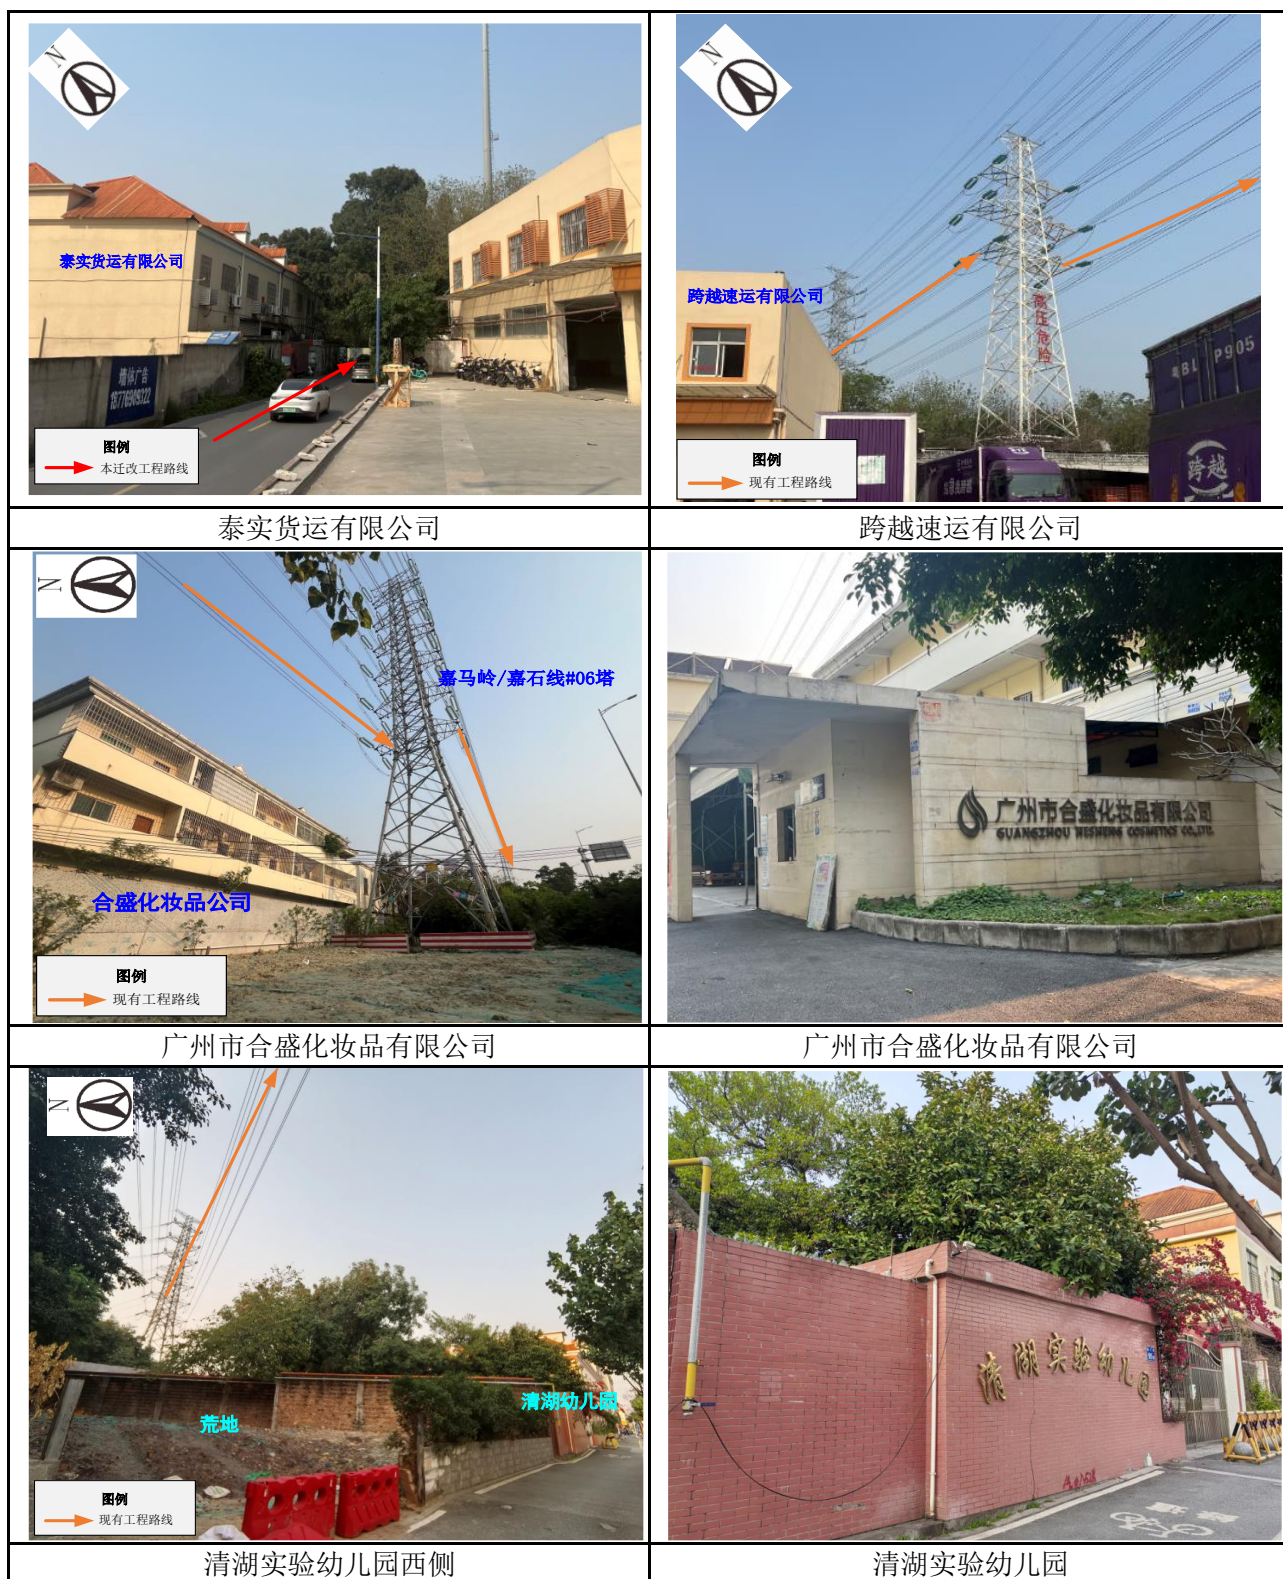 N
泰实货运有限公司
墙体广告
15776909322
图例
本迁改工程路线
N
跨越速运有限公司
高压危险
BL P905
跨越
图例
现有工程路线
泰实货运有限公司
跨越速运有限公司
N
嘉马岭/嘉石线#06塔
合盛化妆品公司
图例
现有工程路线
广州市合盛化妆品有限公司
GUANGZHOU HESHENG COSMETICS CO.,LTD.
广州市合盛化妆品有限公司
广州市合盛化妆品有限公司
N
清湖幼儿园
荒地
图例
现有工程路线
清湖实验幼儿园
清湖实验幼儿园西侧
清湖实验幼儿园